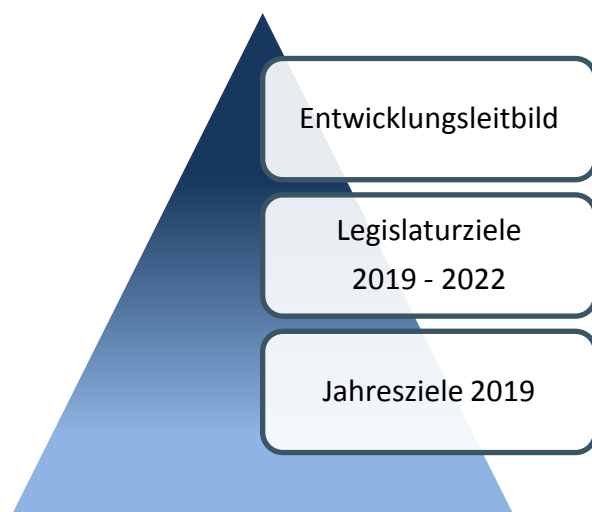 Entwicklungsleitbild
Legislaturziele
2019 - 2022
Jahresziele 2019